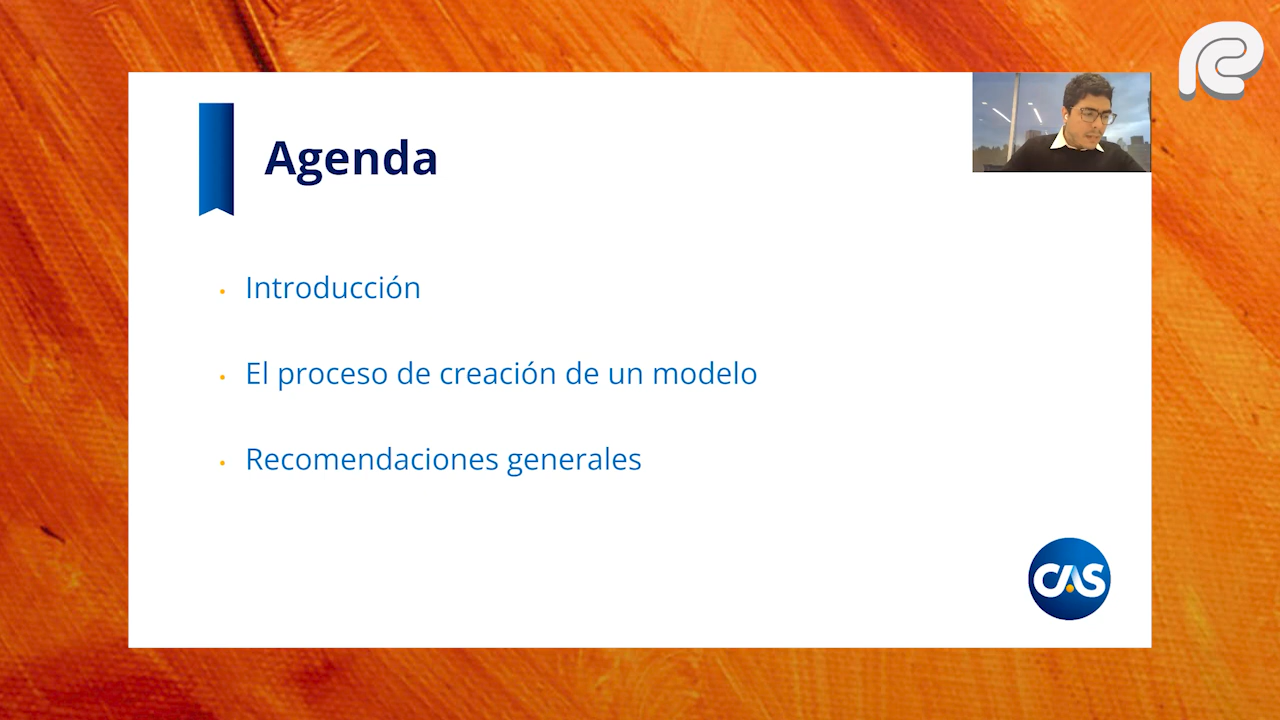 Agenda
Introducción
El proceso de creación de un modelo
Recomendaciones generales
CAS